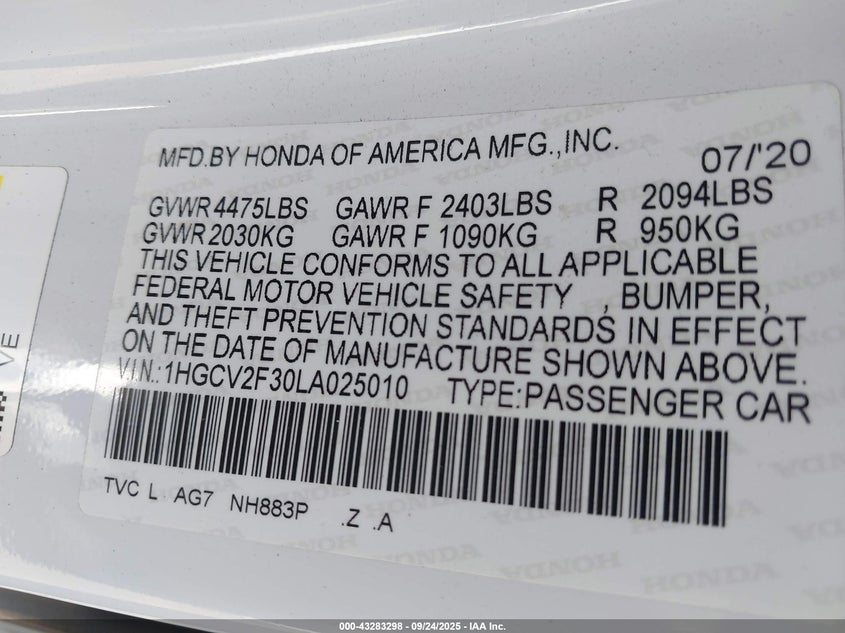 MFD.BY HONDA OF AMERICA MFG.,INC. 07/'20
GVWR 4475LBS GAWR F 2403LBS R 2094LBS
GVWR 2030KG GAWR F 1090KG R 950KG
THIS VEHICLE CONFORMS TO ALL APPLICABLE
FEDERAL MOTOR VEHICLE SAFETY , BUMPER,
AND THEFT PREVENTION STANDARDS IN EFFECT
ON THE DATE OF MANUFACTURE SHOWN ABOVE.
VIN.:1HGCV2F30LA025010 TYPE:PASSENGER CAR
TVC L AG7 NH883P .Z .A
000-43283298 - 09/24/2025 - IAA Inc.